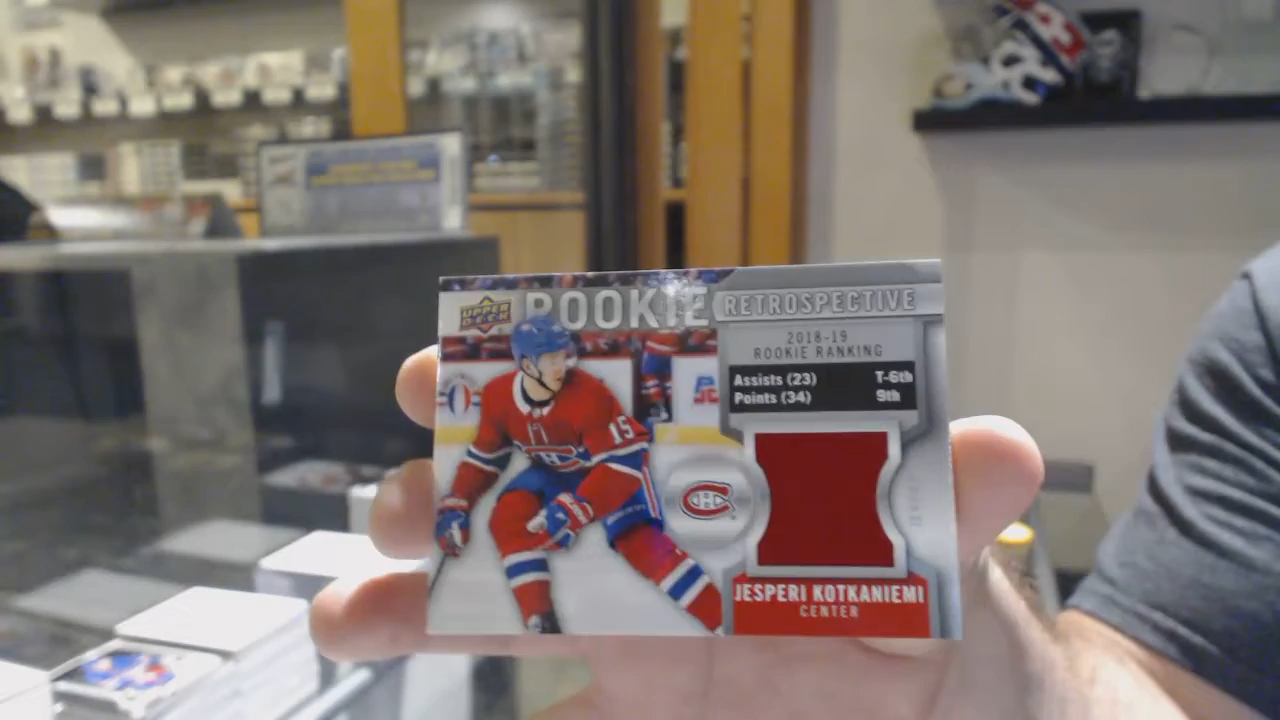 UPPER DECK
ROOKIE RETROSPECTIVE
2018-19
ROOKIE RANKING
Assists (23) T-6th
Points (34) 9th
15
JESPERI KOTKANIEMI
CENTER